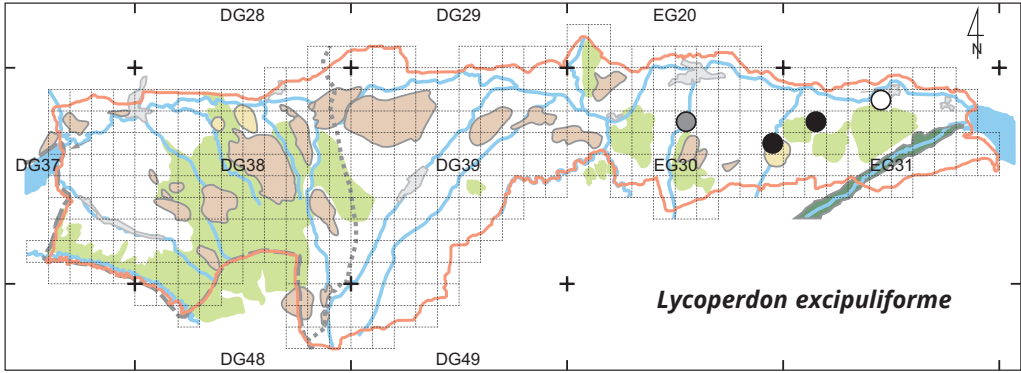 DG28 DG29 EG20
N
DG37 DG38 DG39 EG30 EG31
Lycoperdon excipuliforme
DG48 DG49